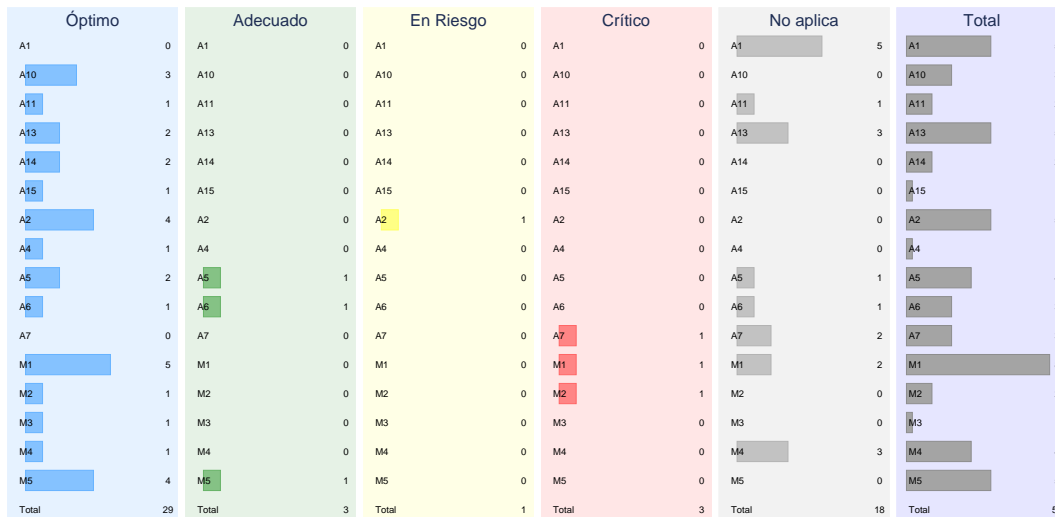 Óptimo Adecuado En Riesgo Crítico No aplica Total
A1 0 A1 0 A1 0 A1 0 A1 5 A1
A10 3 A10 0 A10 0 A10 0 A10 0 A10
A11 1 A11 0 A11 0 A11 0 A11 1 A11
A13 2 A13 0 A13 0 A13 0 A13 3 A13
A14 2 A14 0 A14 0 A14 0 A14 0 A14
A15 1 A15 0 A15 0 A15 0 A15 0 A15
A2 4 A2 0 A2 1 A2 0 A2 0 A2
A4 1 A4 0 A4 0 A4 0 A4 0 A4
A5 2 A5 1 A5 0 A5 0 A5 1 A5
A6 1 A6 1 A6 0 A6 0 A6 1 A6
A7 0 A7 0 A7 0 A7 1 A7 2 A7
M1 5 M1 0 M1 0 M1 1 M1 2 M1
M2 1 M2 0 M2 0 M2 1 M2 0 M2
M3 1 M3 0 M3 0 M3 0 M3 0 M3
M4 1 M4 0 M4 0 M4 0 M4 3 M4
M5 4 M5 1 M5 0 M5 0 M5 0 M5
Total 29 Total 3 Total 1 Total 3 Total 18 Total